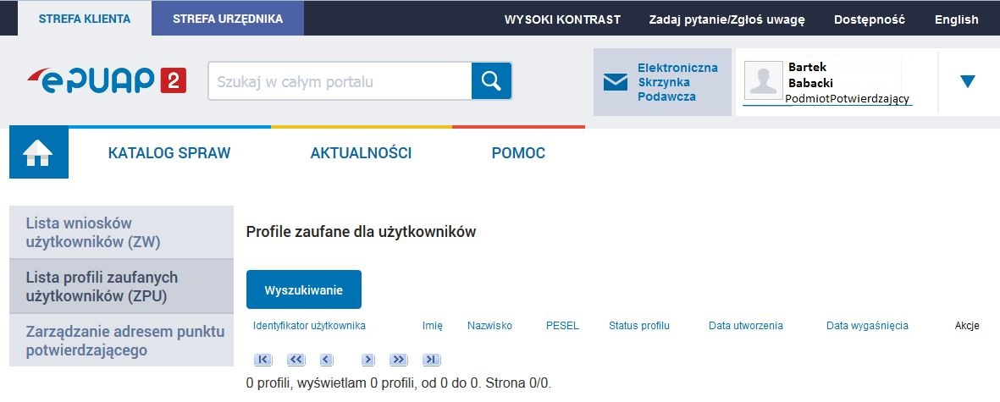 STREFA KLIENTA STREFA URZĘDNIKA WYSOKI KONTRAST Zadaj pytanie/Zgłoś uwagę Dostępność English
ePUAP 2 Szukaj w całym portalu
Elektroniczna
Skrzynka
Podawcza
Bartek
Babacki
PodmiotPotwierdzający
KATALOG SPRAW AKTUALNOŚCI POMOC
Lista wniosków
użytkowników (ZW)
Lista profili zaufanych
użytkowników (ZPU)
Zarządzanie adresem punktu
potwierdzającego
Profile zaufane dla użytkowników
Wyszukiwanie
Identyfikator użytkownika Imię Nazwisko PESEL Status profilu Data utworzenia Data wygaśnięcia Akcje
0 profili, wyświetlam 0 profili, od 0 do 0. Strona 0/0.